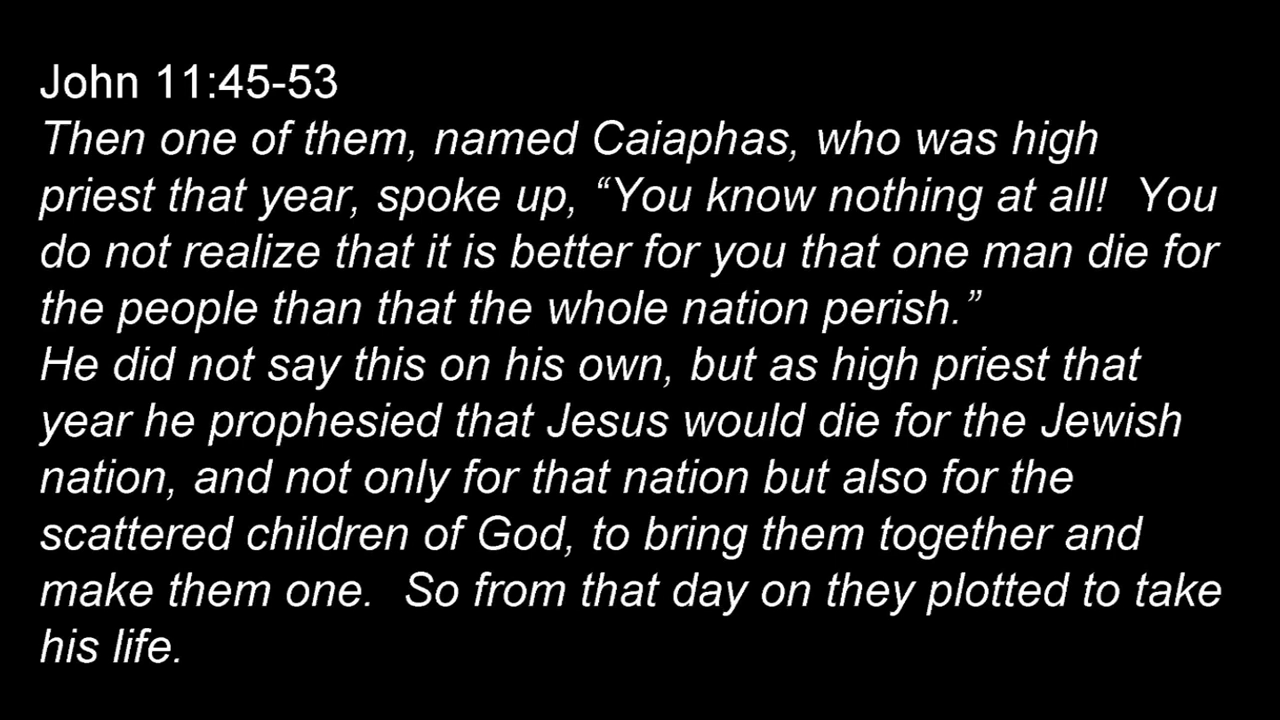 John 11:45-53
Then one of them, named Caiaphas, who was high
priest that year, spoke up, “You know nothing at all!  You
do not realize that it is better for you that one man die for
the people than that the whole nation perish.”
He did not say this on his own, but as high priest that
year he prophesied that Jesus would die for the Jewish
nation, and not only for that nation but also for the
scattered children of God, to bring them together and
make them one.  So from that day on they plotted to take
his life.